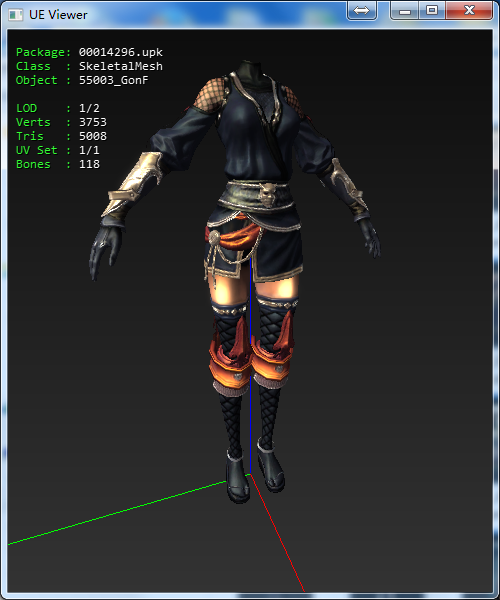 UE Viewer
Package: 00014296.upk
Class : SkeletalMesh
Object : 55003_GonF
LOD : 1/2
Verts : 3753
Tris : 5008
UV Set : 1/1
Bones : 118